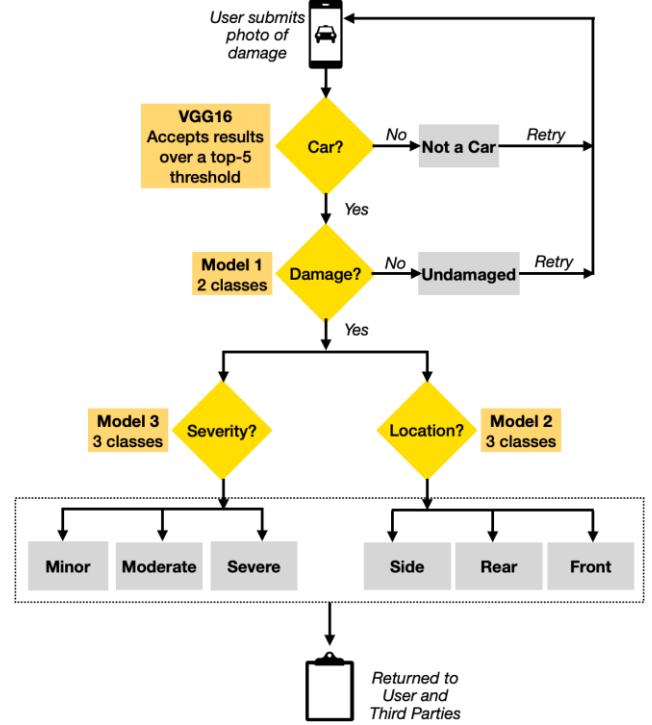 User submits
photo of
damage
VGG16
Accepts results
over a top-5
threshold
Car?
No
Not a Car
Retry
Yes
Model 1
2 classes
Damage?
No
Undamaged
Retry
Yes
Model 3
3 classes
Severity?
Location?
Model 2
3 classes
Minor
Moderate
Severe
Side
Rear
Front
Returned to
User and
Third Parties